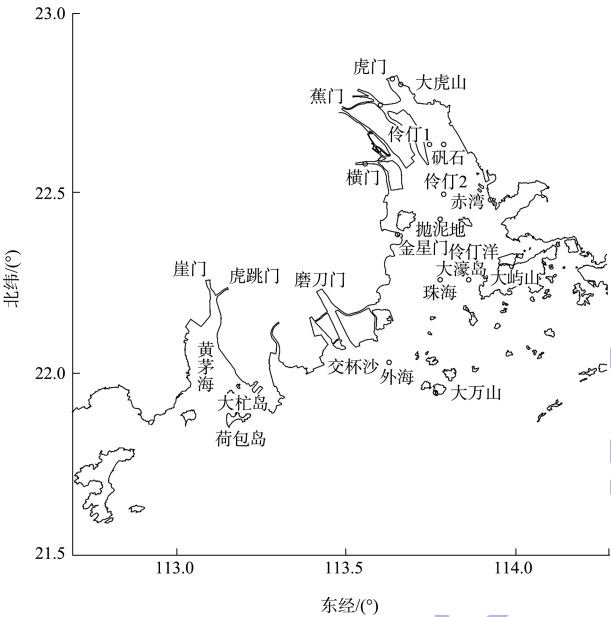 23.0
虎门
大虎山
蕉门
伶仃1
矾石
横门
伶仃2
22.5
赤湾
抛泥地
金星门
伶仃洋
崖门
虎跳门
磨刀门
大濠岛
大屿山
珠海
北纬/(°)
黄茅海
交杯沙
外海
22.0
大万山
大杧岛
荷包岛
21.5
113.0
113.5
114.0
东经/(°)